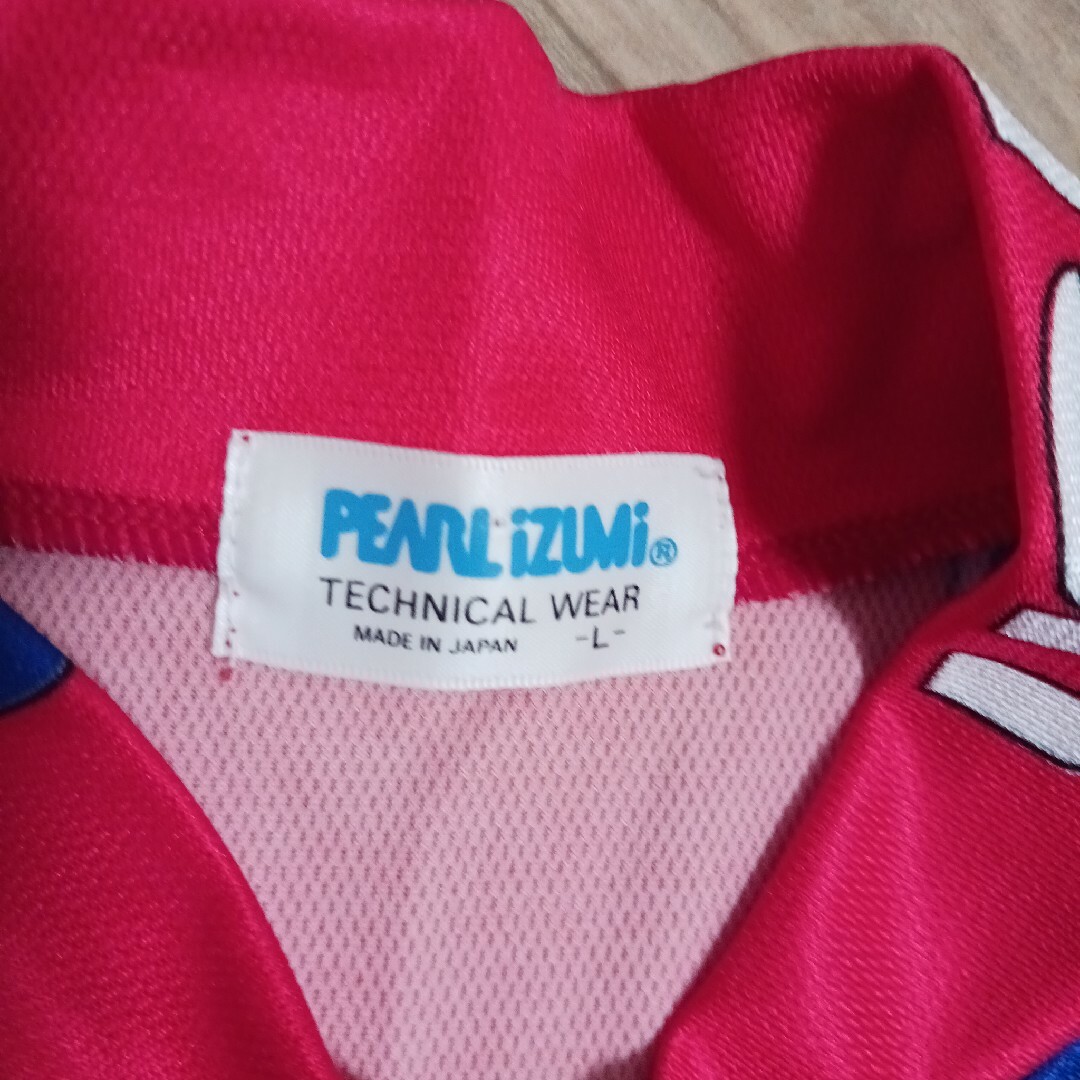 PEARL iZUMi®
TECHNICAL WEAR
MADE IN JAPAN -L-